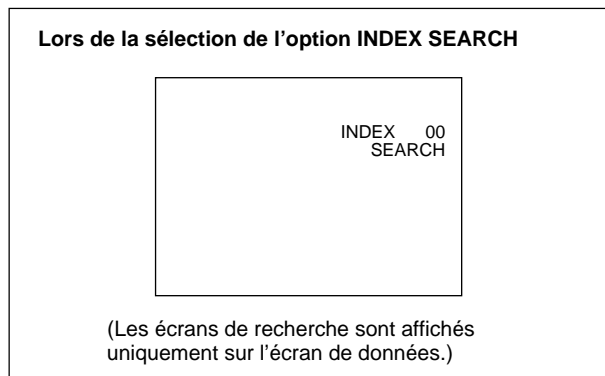 Lors de la sélection de l’option INDEX SEARCH
INDEX 00
SEARCH
(Les écrans de recherche sont affichés
uniquement sur l’écran de données.)